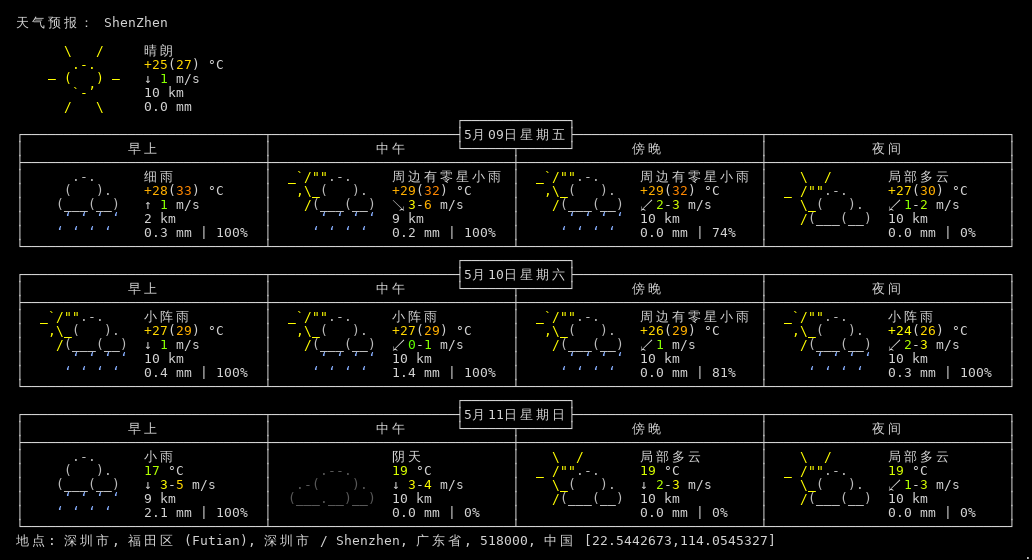 天气预报： ShenZhen
晴朗
+25(27) °C
↓ 1 m/s
10 km
0.0 mm
5月09日星期五
早上 中午 傍晚 夜间
细雨 周边有零星小雨 周边有零星小雨 局部多云
+28(33) °C +29(32) °C +29(32) °C +27(30) °C
↑ 1 m/s ↘ 3-6 m/s ↙ 2-3 m/s ↙ 1-2 m/s
2 km 9 km 10 km 10 km
0.3 mm | 100% 0.2 mm | 100% 0.0 mm | 74% 0.0 mm | 0%
5月10日星期六
早上 中午 傍晚 夜间
小阵雨 小阵雨 周边有零星小雨 小阵雨
+27(29) °C +27(29) °C +26(29) °C +24(26) °C
↓ 1 m/s ↙ 0-1 m/s ↙ 1 m/s ↙ 2-3 m/s
10 km 10 km 10 km 10 km
0.4 mm | 100% 1.4 mm | 100% 0.0 mm | 81% 0.3 mm | 100%
5月11日星期日
早上 中午 傍晚 夜间
小雨 阴天 局部多云 局部多云
17 °C 19 °C 19 °C 19 °C
↓ 3-5 m/s ↓ 3-4 m/s ↓ 2-3 m/s ↙ 1-3 m/s
9 km 10 km 10 km 10 km
2.1 mm | 100% 0.0 mm | 0% 0.0 mm | 0% 0.0 mm | 0%
地点: 深圳市, 福田区 (Futian), 深圳市 / Shenzhen, 广东省, 518000, 中国 [22.5442673,114.0545327]